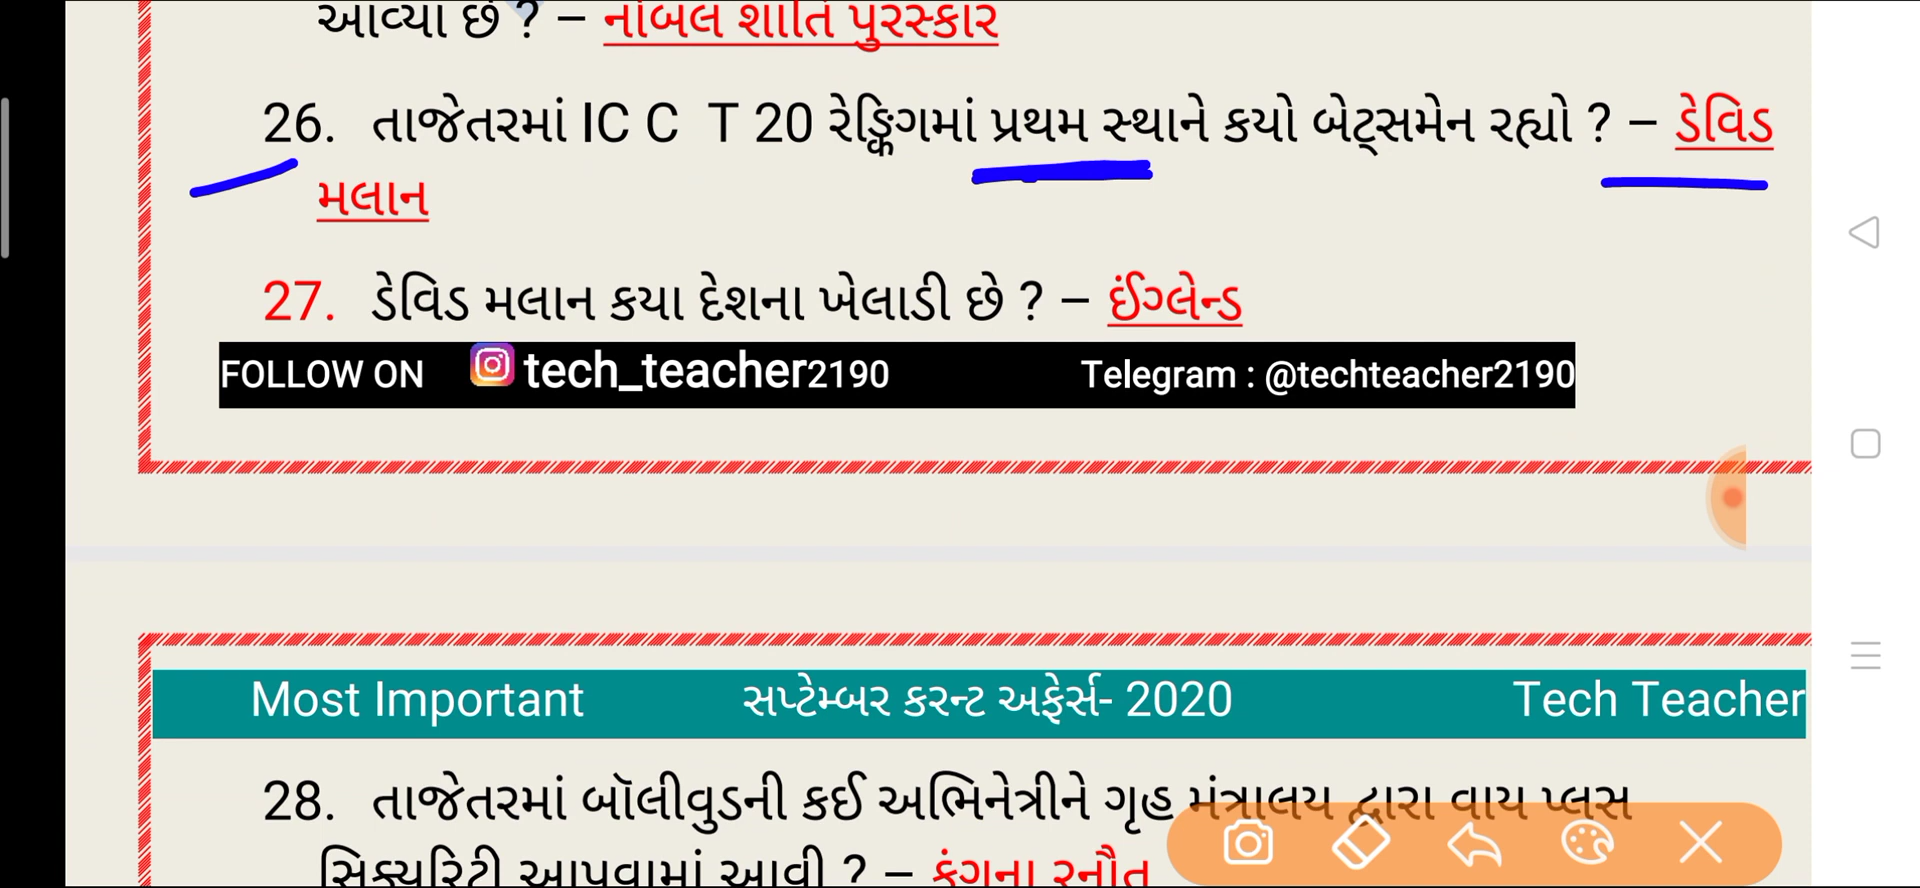 આવ્યા છે ? – નોબલ શાંતિ પુરસ્કાર
26. તાજેતરમાં IC C T 20 રેન્કિંગમાં પ્રથમ સ્થાને કયો બેટ્સમેન રહ્યો ? – ડેવિડ
મલાન
27. ડેવિડ મલાન કયા દેશના ખેલાડી છે ? – ઈંગ્લેન્ડ
FOLLOW ON tech_teacher2190 Telegram : @techteacher2190
Most Important સપ્ટેમ્બર કરન્ટ અફેર્સ- 2020 Tech Teacher
28. તાજેતરમાં બૉલીવુડની કઈ અભિનેત્રીને ગૃહ મંત્રાલય દ્વારા વાય પ્લસ
સિક્યુરિટી આપવામાં આવી ? – કંગના રનૌત